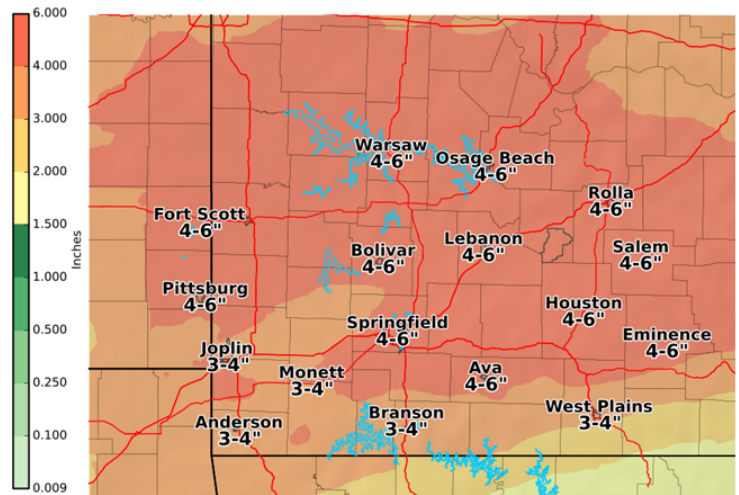 6.000
4.000
3.000
2.000
1.500
1.000
0.500
0.250
0.100
0.009
Inches
Warsaw
4-6"
Osage Beach
4-6"
Rolla
4-6"
Fort Scott
4-6"
Bolivar
4-6"
Lebanon
4-6"
Salem
4-6"
Pittsburg
4-6"
Houston
4-6"
Springfield
4-6"
Eminence
4-6"
Joplin
3-4"
Monett
3-4"
Ava
4-6"
Anderson
3-4"
Branson
3-4"
West Plains
3-4"